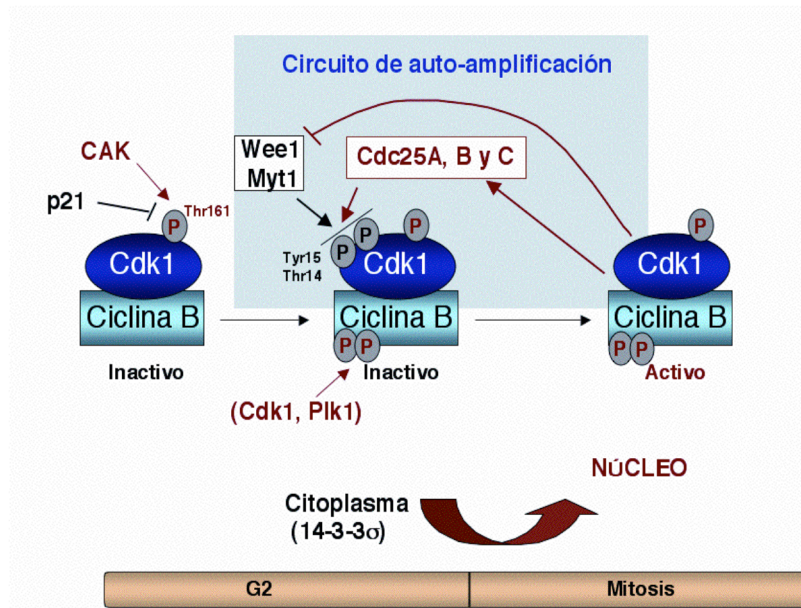 Circuito de auto-amplificación
CAK
p21
P
Thr161
Cdk1
Ciclina B
Inactivo
Wee1
Myt1
Cdc25A, B y C
Tyr15
Thr14
P
P
P
Cdk1
Ciclina B
P P
Inactivo
(Cdk1, Plk1)
P
Cdk1
Ciclina B
P P
Activo
NÚCLEO
Citoplasma
(14-3-3σ)
G2
Mitosis